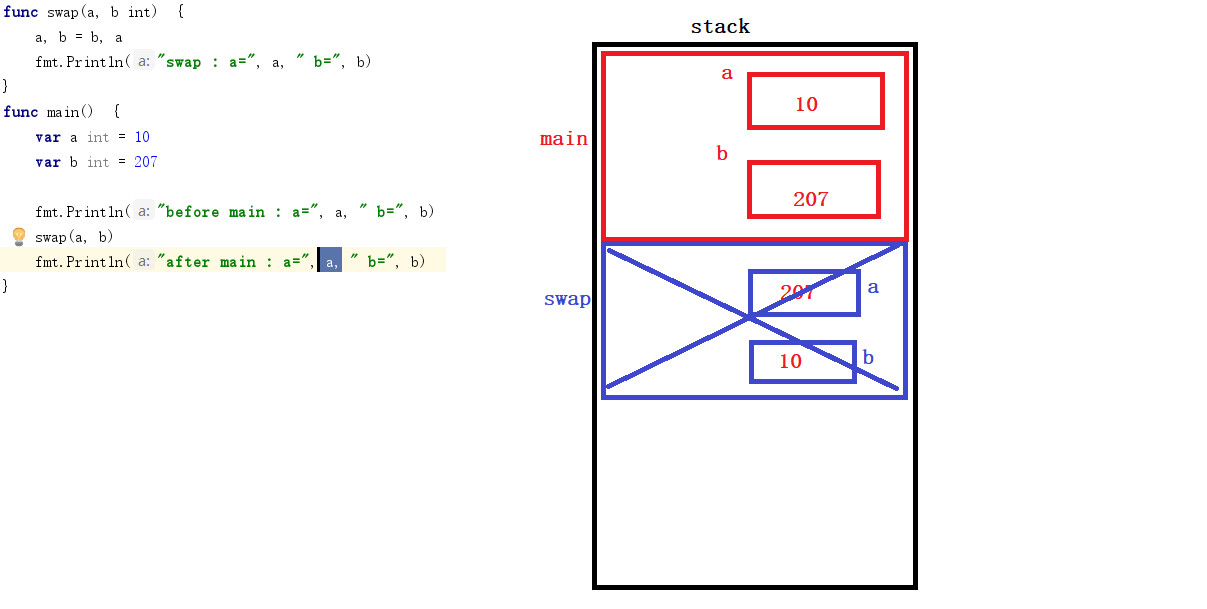 func swap(a, b int)  {
    a, b = b, a
    fmt.Println( a: "swap : a=", a, " b=", b)
}
func main()  {
    var a int = 10
    var b int = 207
    fmt.Println( a: "before main : a=", a, " b=", b)
    swap(a, b)
    fmt.Println( a: "after main : a=", a, " b=", b)
}
stack
main
a
10
b
207
swap
207
a
10
b